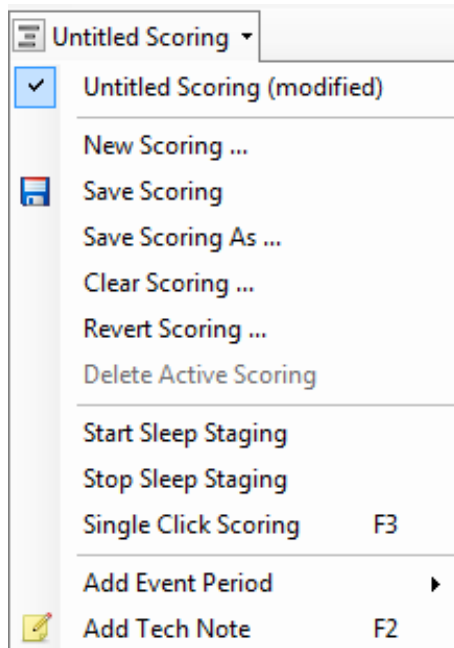 Untitled Scoring
Untitled Scoring (modified)
New Scoring ...
Save Scoring
Save Scoring As ...
Clear Scoring ...
Revert Scoring ...
Delete Active Scoring
Start Sleep Staging
Stop Sleep Staging
Single Click Scoring F3
Add Event Period
Add Tech Note F2